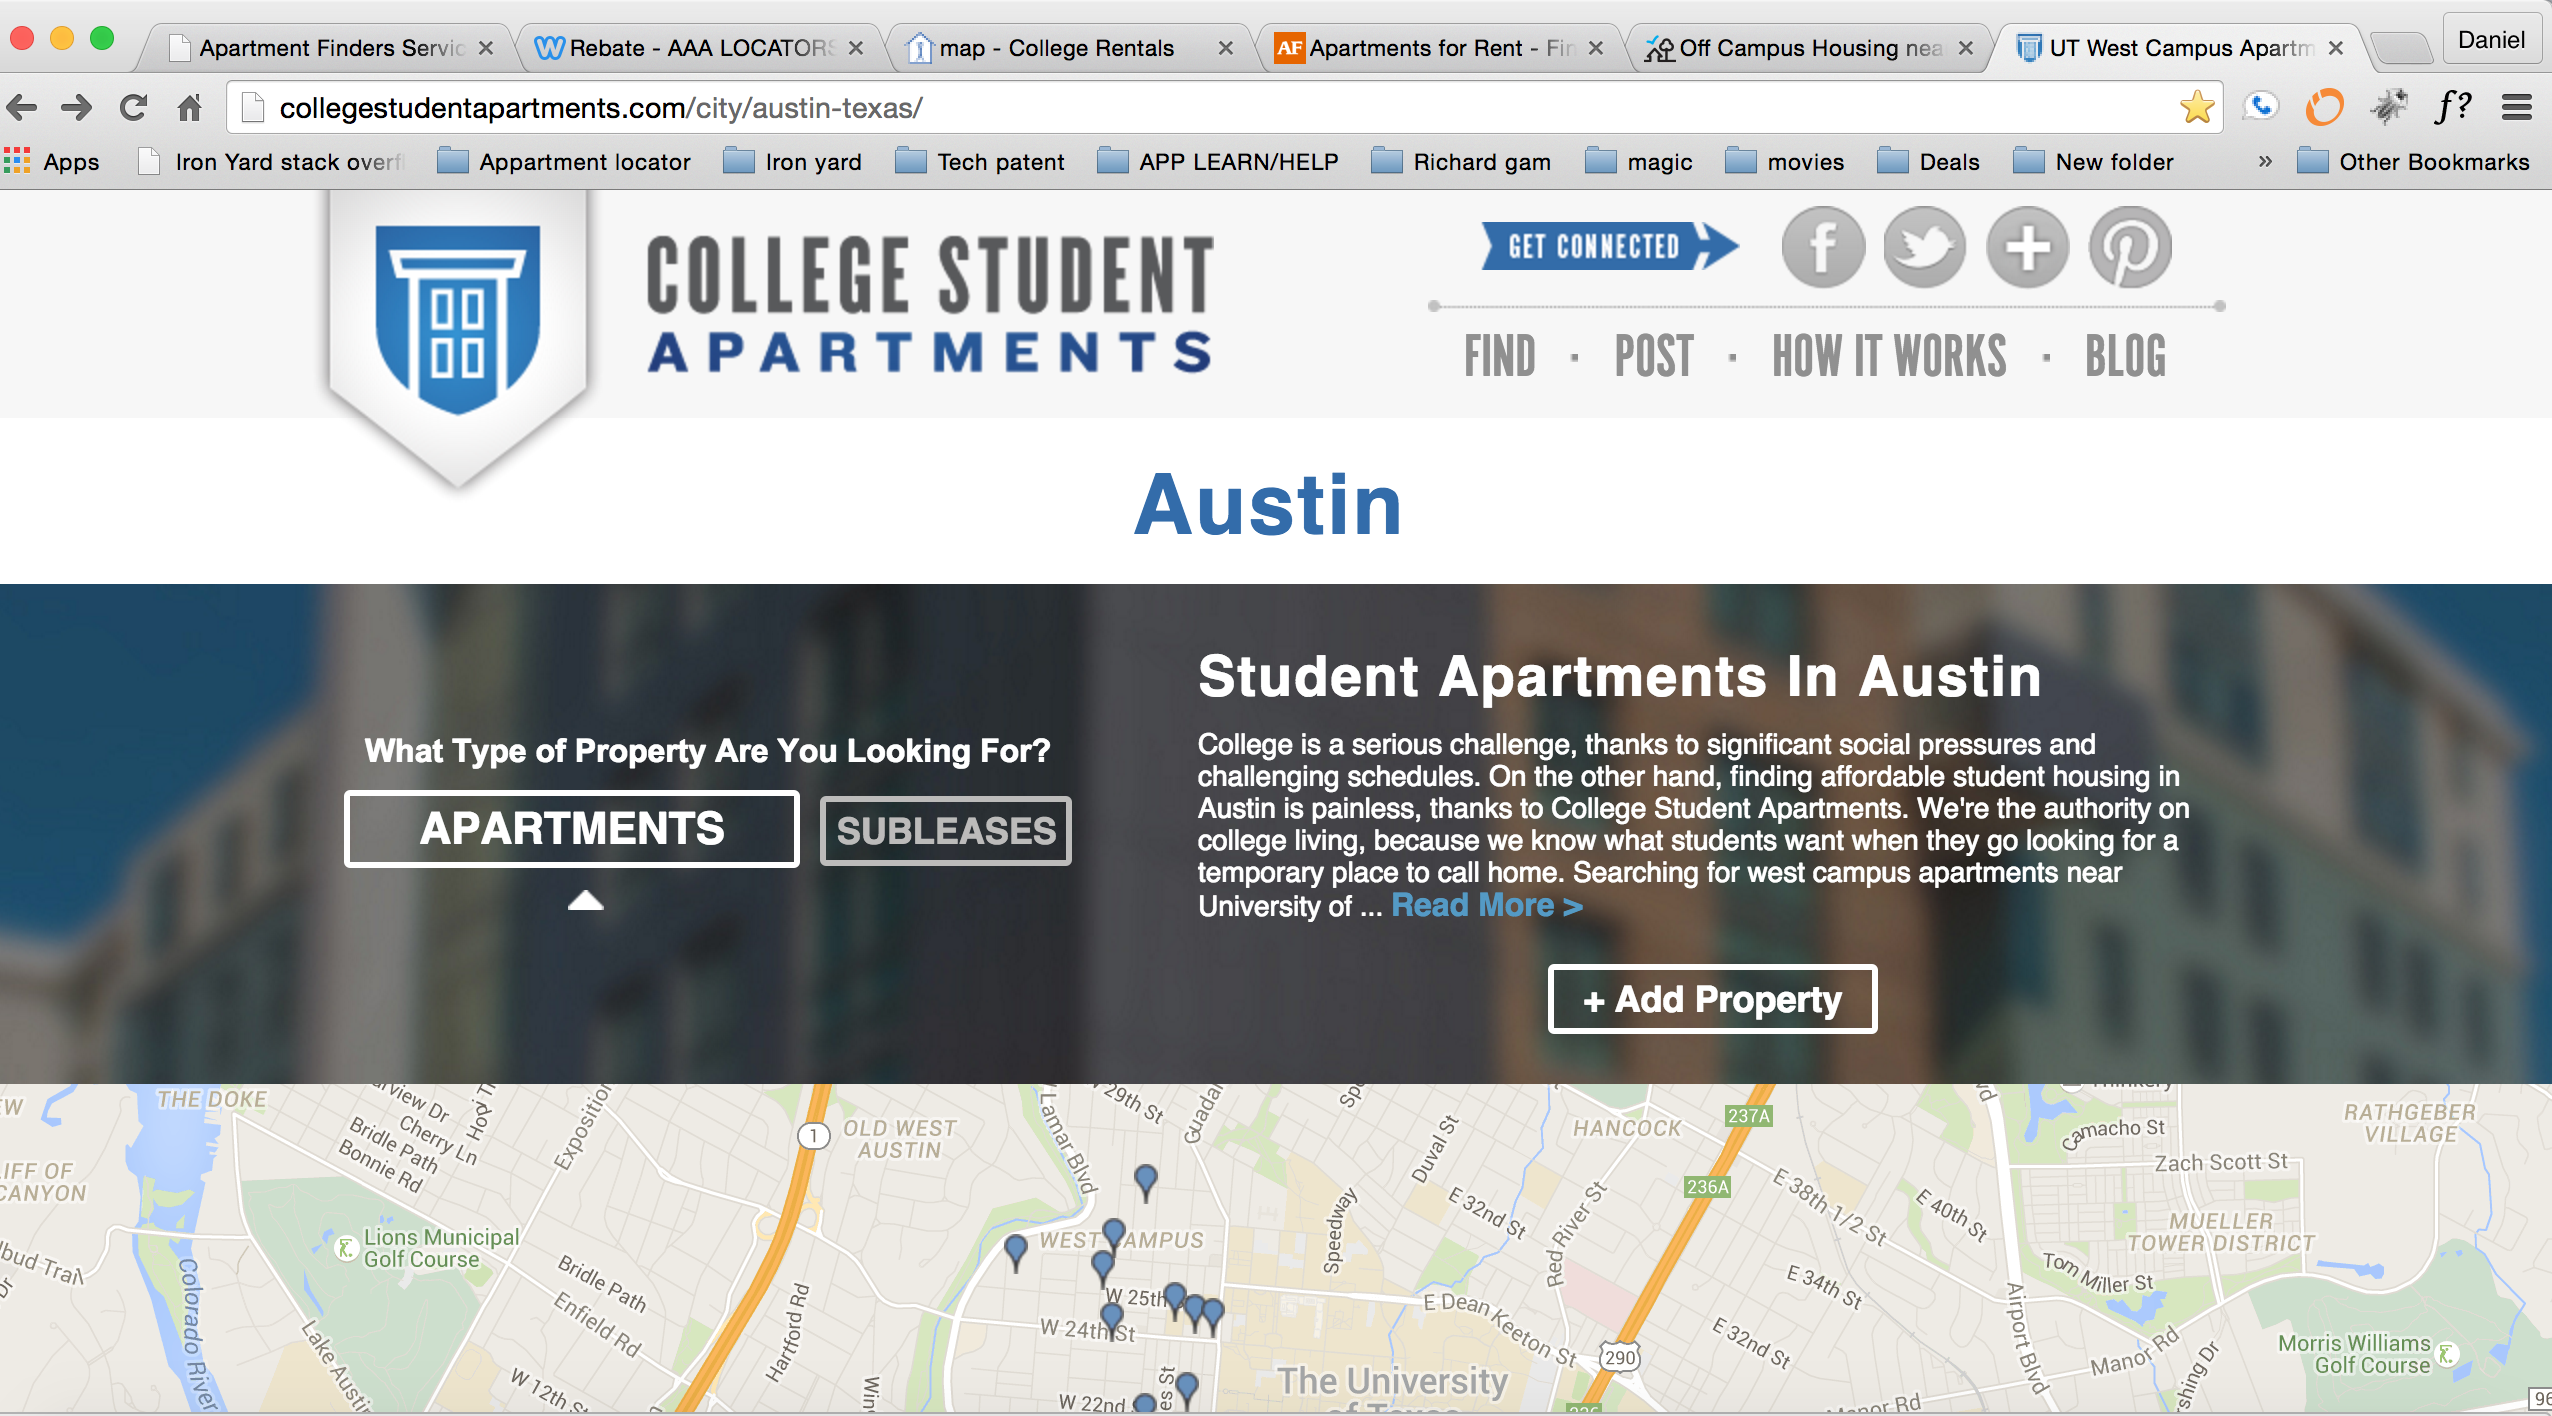 Apartment Finders Servic
Rebate - AAA LOCATORS
map - College Rentals
Apartments for Rent - Fin
Off Campus Housing nea
UT West Campus Apartm
Daniel
collegestudentapartments.com/city/austin-texas/
f?
Apps
Iron Yard stack overfl
Appartment locator
Iron yard
Tech patent
APP LEARN/HELP
Richard gam
magic
movies
Deals
New folder
»
Other Bookmarks
COLLEGE STUDENT
APARTMENTS
GET CONNECTED
FIND · POST · HOW IT WORKS · BLOG
Austin
What Type of Property Are You Looking For?
APARTMENTS
SUBLEASES
Student Apartments In Austin
College is a serious challenge, thanks to significant social pressures and
challenging schedules. On the other hand, finding affordable student housing in
Austin is painless, thanks to College Student Apartments. We're the authority on
college living, because we know what students want when they go looking for a
temporary place to call home. Searching for west campus apartments near
University of ... Read More >
+ Add Property
THE DOKE
Cherry Ln
Bridle Path
Bonnie Rd
Exposition
1
OLD WEST
AUSTIN
Lamar Blvd
29th St
Duval St
HANCOCK
237A
236A
Camacho St
Zach Scott St
RATHGEBER
VILLAGE
IFF OF
CANYON
Lions Municipal
Golf Course
Bridle Path
Enfield Rd
Hartford Rd
WEST CAMPUS
W 25th
W 24th St
W 22nd
Speedway
E 32nd St
Red River St
E 38th 1/2 St
E 40th St
MUELLER
TOWER DISTRICT
Tom Miller St
E 34th St
E Dean Keeton St
E 32nd St
290
Airport Blvd
Manor Rd
Morris Williams
Golf Course
Colorado River
Lake Austin
W 12th St
The University
of Texas
Manor Rd